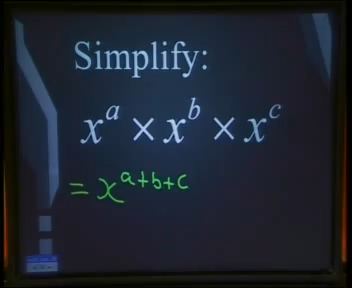 Simplify:
x^a × x^b × x^c
= x^{a+b+c}